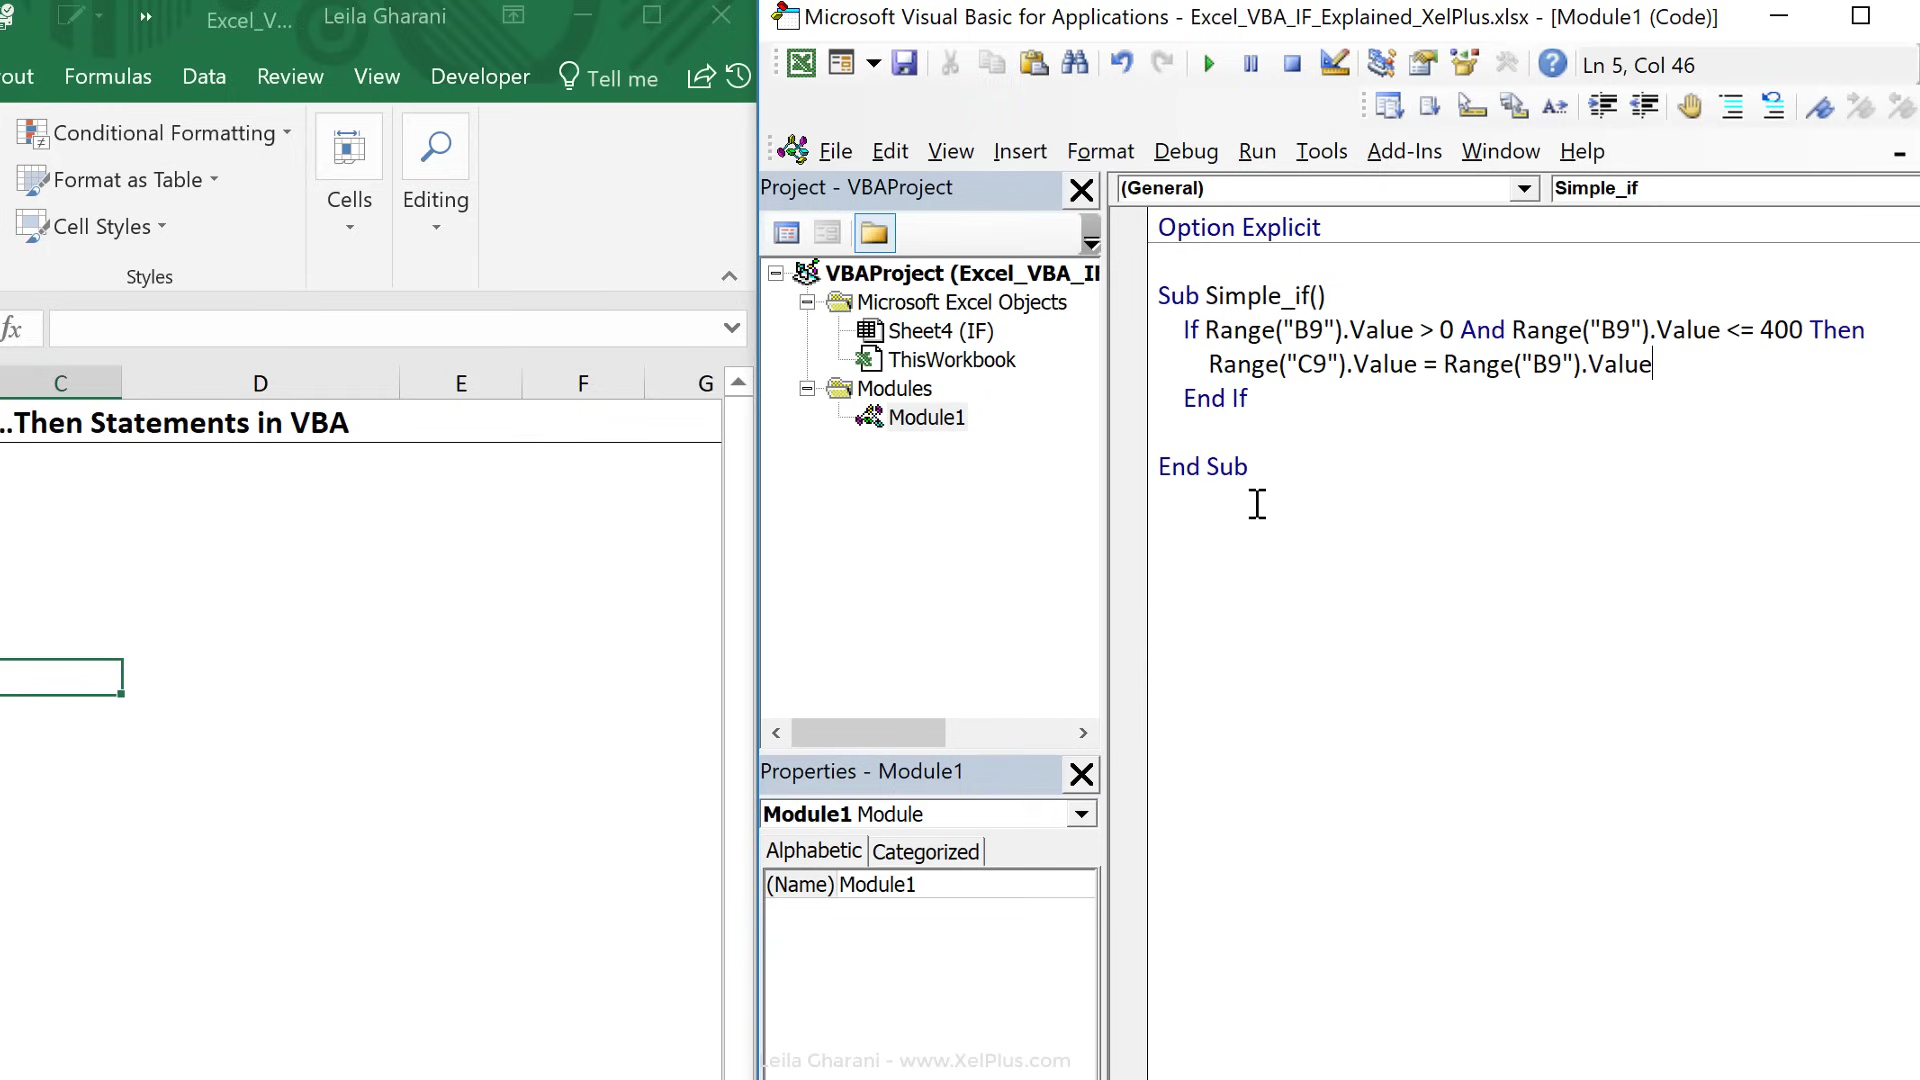 Excel_V...
Leila Gharani
out
Formulas
Data
Review
View
Developer
Tell me
Conditional Formatting
Format as Table
Cell Styles
Styles
Cells
Editing
fx
C
D
E
F
G
..Then Statements in VBA
Microsoft Visual Basic for Applications - Excel_VBA_IF_Explained_XelPlus.xlsx - [Module1 (Code)]
Ln 5, Col 46
File Edit View Insert Format Debug Run Tools Add-Ins Window Help
Project - VBAProject
VBAProject (Excel_VBA_IF
Microsoft Excel Objects
Sheet4 (IF)
ThisWorkbook
Modules
Module1
Properties - Module1
Module1 Module
Alphabetic
Categorized
(Name) Module1
(General)
Simple_if
Option Explicit
Sub Simple_if()
If Range("B9").Value > 0 And Range("B9").Value <= 400 Then
Range("C9").Value = Range("B9").Value
End If
End Sub
eila Gharani - www.XelPlus.com